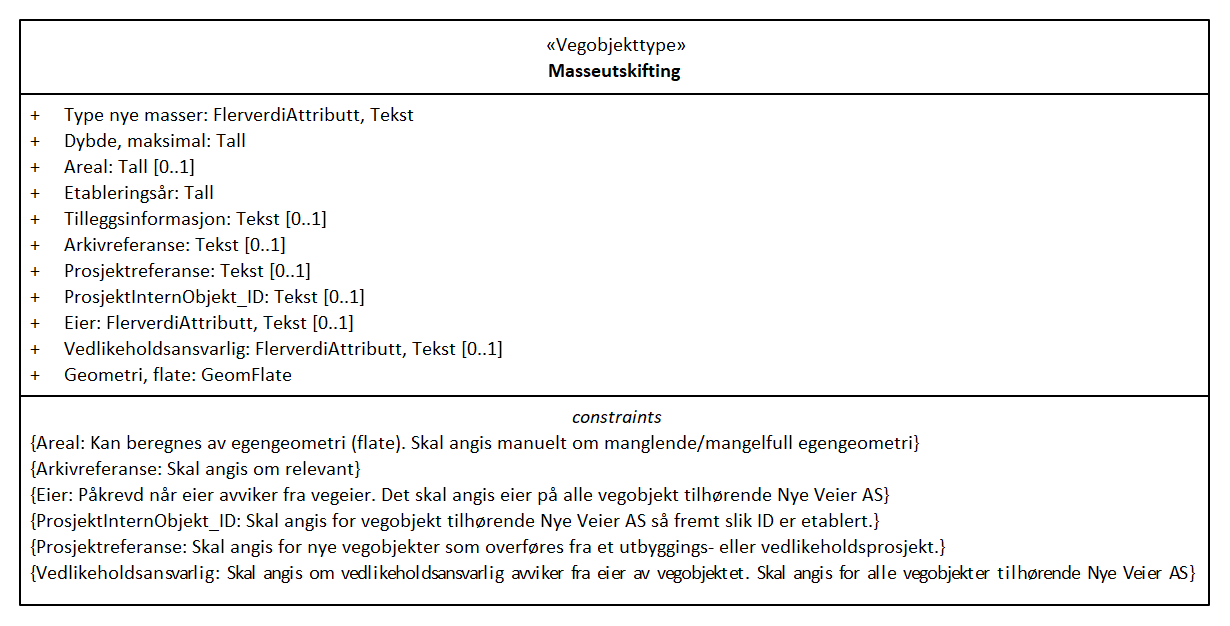 «Vegobjekttype»
Masseutskifting
+ Type nye masser: FlerverdiAttributt, Tekst
+ Dybde, maksimal: Tall
+ Areal: Tall [0..1]
+ Etableringsår: Tall
+ Tilleggsinformasjon: Tekst [0..1]
+ Arkivreferanse: Tekst [0..1]
+ Prosjektreferanse: Tekst [0..1]
+ ProsjektInternObjekt_ID: Tekst [0..1]
+ Eier: FlerverdiAttributt, Tekst [0..1]
+ Vedlikeholdsansvarlig: FlerverdiAttributt, Tekst [0..1]
+ Geometri, flate: GeomFlate
constraints
{Areal: Kan beregnes av egengeometri (flate). Skal angis manuelt om manglende/mangelfull egengeometri}
{Arkivreferanse: Skal angis om relevant}
{Eier: Påkrevd når eier avviker fra vegeier. Det skal angis eier på alle vegobjekt tilhørende Nye Veier AS}
{ProsjektInternObjekt_ID: Skal angis for vegobjekt tilhørende Nye Veier AS så fremt slik ID er etablert.}
{Prosjektreferanse: Skal angis for nye vegobjekter som overføres fra et utbyggings- eller vedlikeholdsprosjekt.}
{Vedlikeholdsansvarlig: Skal angis om vedlikeholdsansvarlig avviker fra eier av vegobjektet. Skal angis for alle vegobjekter tilhørende Nye Veier AS}